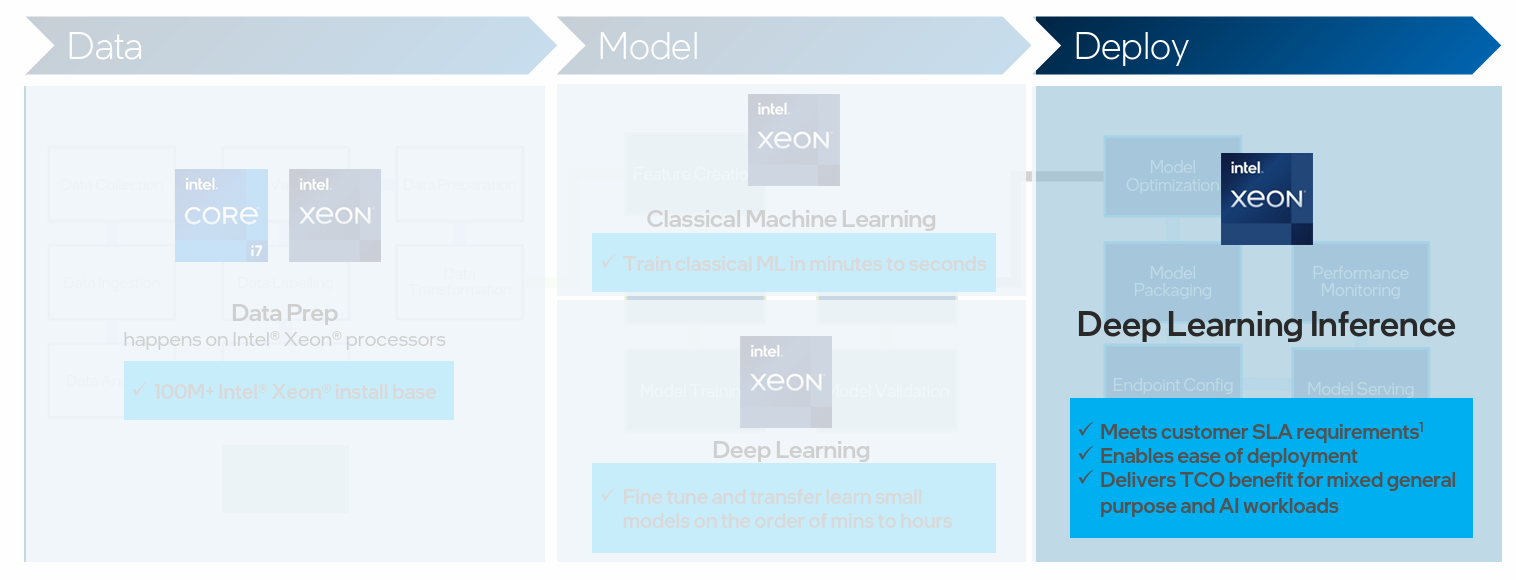 Data
Model
Deploy
intel.
CORE
i7
intel.
XEON
Data Prep
happens on Intel® Xeon® processors
✓ 100M+ Intel® Xeon® install base
intel.
XEON
Classical Machine Learning
✓ Train classical ML in minutes to seconds
intel.
XEON
Deep Learning
✓ Fine tune and transfer learn small
models on the order of mins to hours
Model
Optimization
intel.
XEON
Model
Packaging
Performance
Monitoring
Deep Learning Inference
Endpoint Config
Model Serving
✓ Meets customer SLA requirements¹
✓ Enables ease of deployment
✓ Delivers TCO benefit for mixed general
purpose and AI workloads